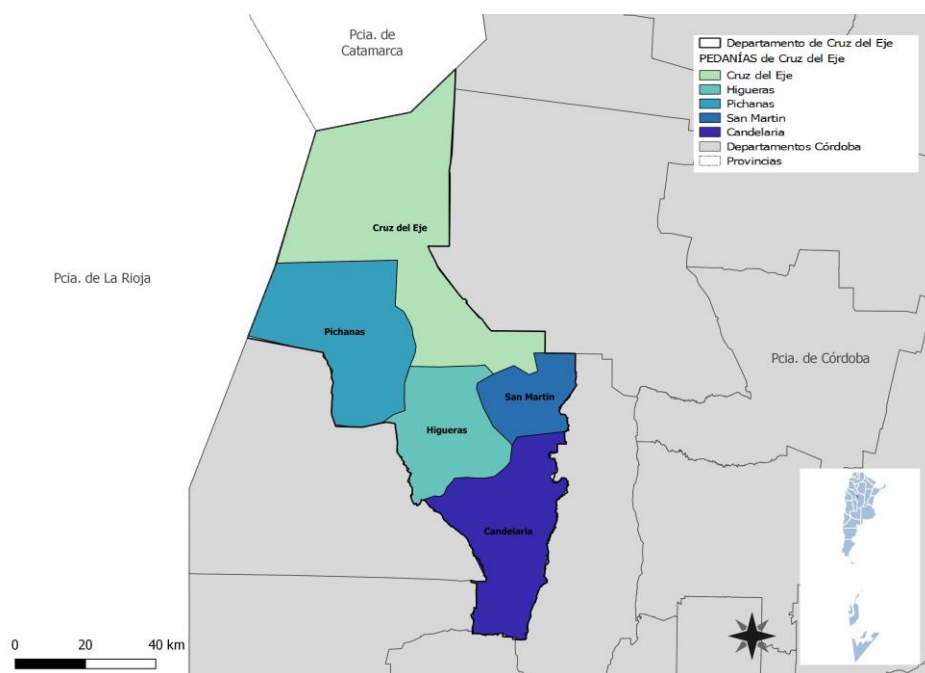 Pcia. de
Catamarca
Departamento de Cruz del Eje
PEDANÍAS de Cruz del Eje
Cruz del Eje
Higueras
Pichanas
San Martin
Candelaria
Departamentos Córdoba
Provincias
Cruz del Eje
Pcia. de La Rioja
Pichanas
Pcia. de Córdoba
San Martin
Higueras
Candelaria
0 20 40 km